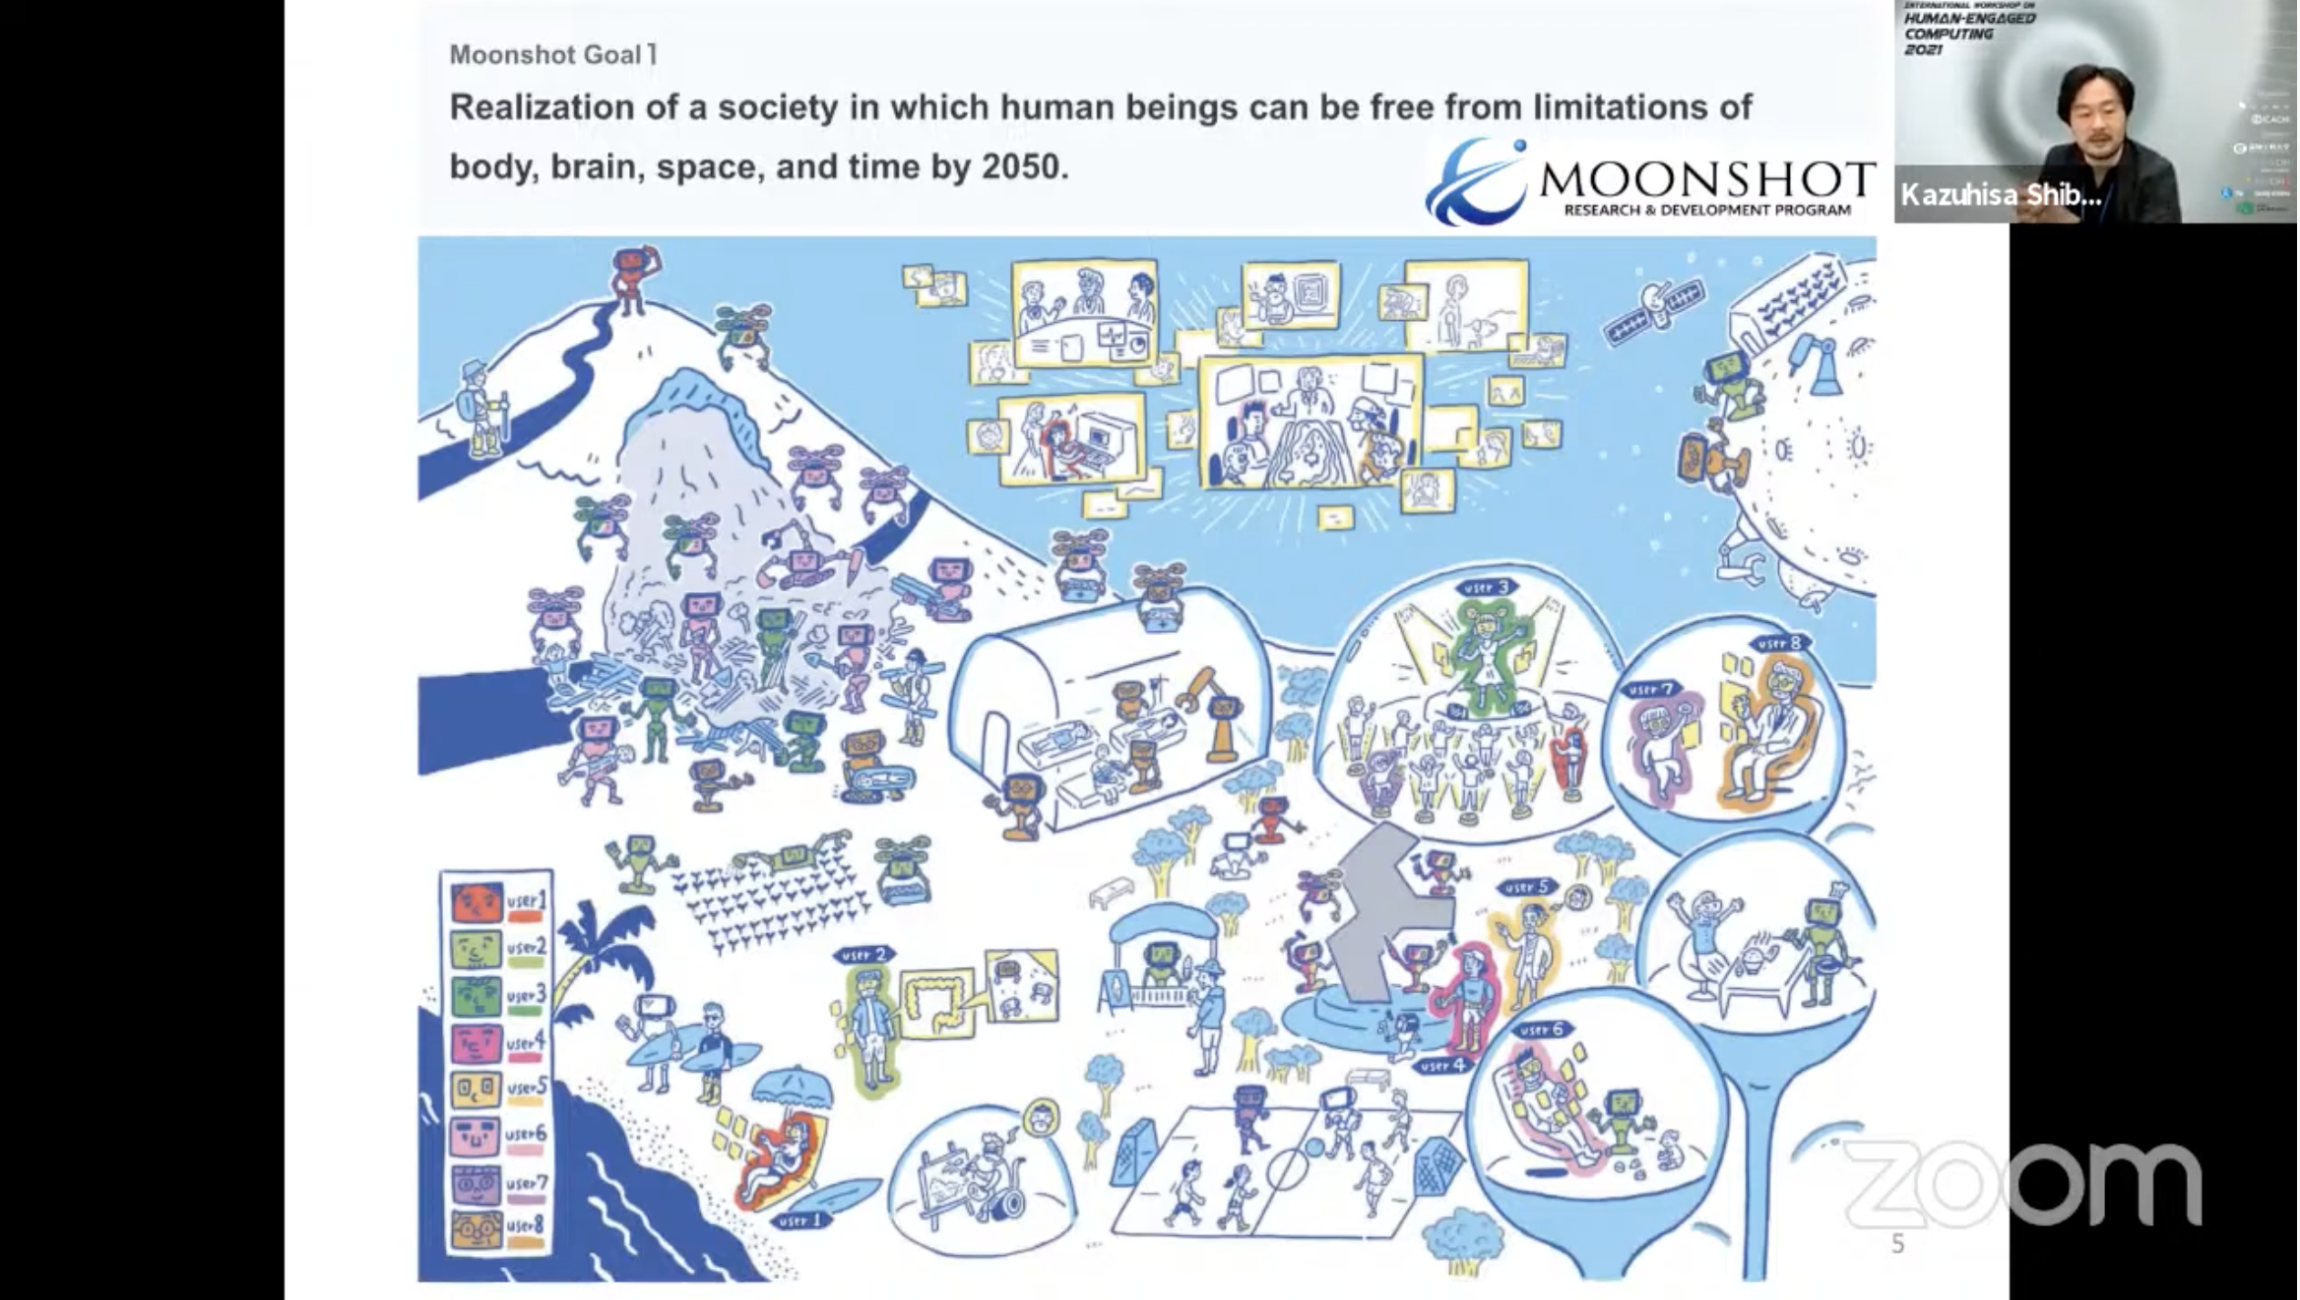 Moonshot Goal 1
Realization of a society in which human beings can be free from limitations of
body, brain, space, and time by 2050.
MOONSHOT
RESEARCH & DEVELOPMENT PROGRAM
INTERNATIONAL WORKSHOP ON
HUMAN-ENGAGED
COMPUTING
2021
Kazuhisa Shib...
user 3
user 8
user 7
user 5
user 2
user 4
user 6
user 1
user1
user2
user3
user4
user5
user6
user7
user8
zoom
5